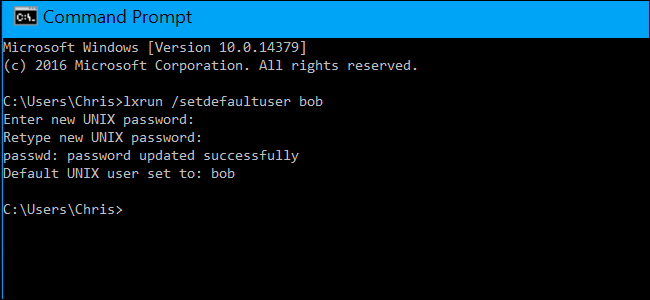 Command Prompt
Microsoft Windows [Version 10.0.14379]
(c) 2016 Microsoft Corporation. All rights reserved.
C:\Users\Chris>lxrun /setdefaultuser bob
Enter new UNIX password:
Retype new UNIX password:
passwd: password updated successfully
Default UNIX user set to: bob
C:\Users\Chris>